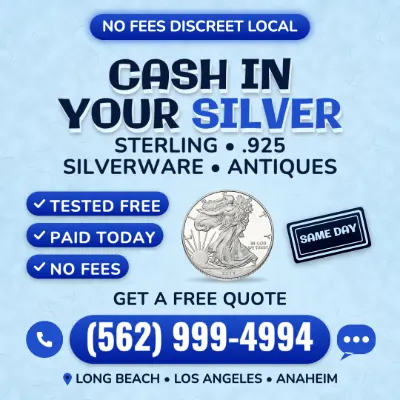 NO FEES DISCREET LOCAL
CASH IN
YOUR SILVER
STERLING • .925
SILVERWARE • ANTIQUES
TESTED FREE
PAID TODAY
NO FEES
SAME DAY
GET A FREE QUOTE
(562) 999-4994
LONG BEACH • LOS ANGELES • ANAHEIM